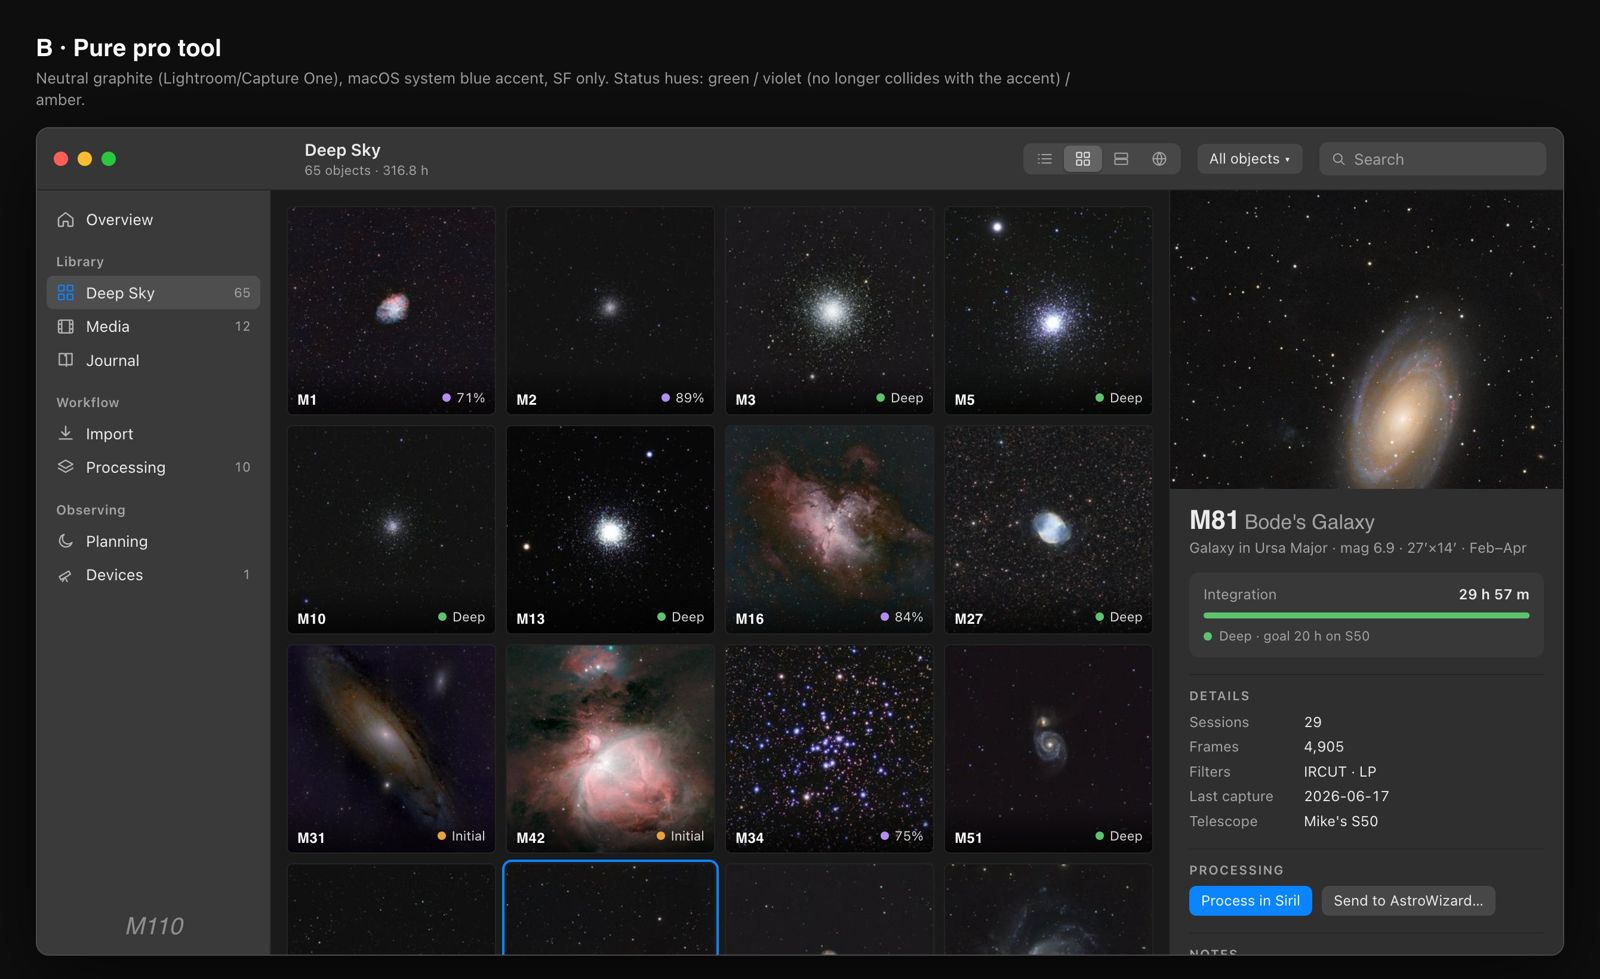 B · Pure pro tool
Neutral graphite (Lightroom/Capture One), macOS system blue accent, SF only. Status hues: green / violet (no longer collides with the accent) /
amber.
Deep Sky
65 objects · 316.8 h
All objects ▾
Search
Overview
Library
Deep Sky 65
Media 12
Journal
Workflow
Import
Processing 10
Observing
Planning
Devices 1
M110
M1 71%
M2 89%
M3 Deep
M5 Deep
M10 Deep
M13 Deep
M16 84%
M27 Deep
M31 Initial
M42 Initial
M34 75%
M51 Deep
M81 Bode's Galaxy
Galaxy in Ursa Major · mag 6.9 · 27′×14′ · Feb–Apr
Integration 29 h 57 m
Deep · goal 20 h on S50
DETAILS
Sessions 29
Frames 4,905
Filters IRCUT · LP
Last capture 2026-06-17
Telescope Mike's S50
PROCESSING
Process in Siril
Send to AstroWizard…
NOTES